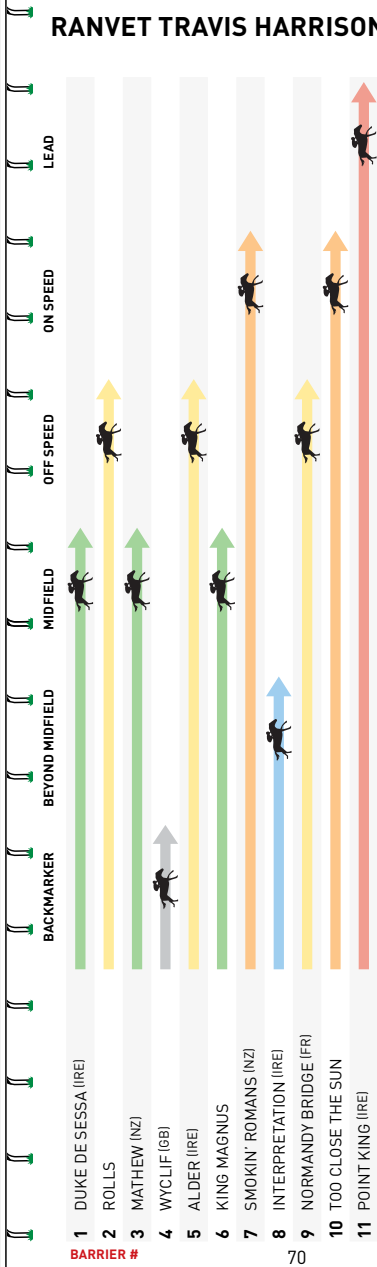 RANVET TRAVIS HARRISON
LEAD
ON SPEED
OFF SPEED
MIDFIELD
BEYOND MIDFIELD
BACKMARKER
1 DUKE DE SESSA (IRE)
2 ROLLS
3 MATHEW (NZ)
4 WYCLIF (GB)
5 ALDER (IRE)
6 KING MAGNUS
7 SMOKIN' ROMANS (NZ)
8 INTERPRETATION (IRE)
9 NORMANDY BRIDGE (FR)
10 TOO CLOSE THE SUN
11 POINT KING (IRE)
BARRIER #
70